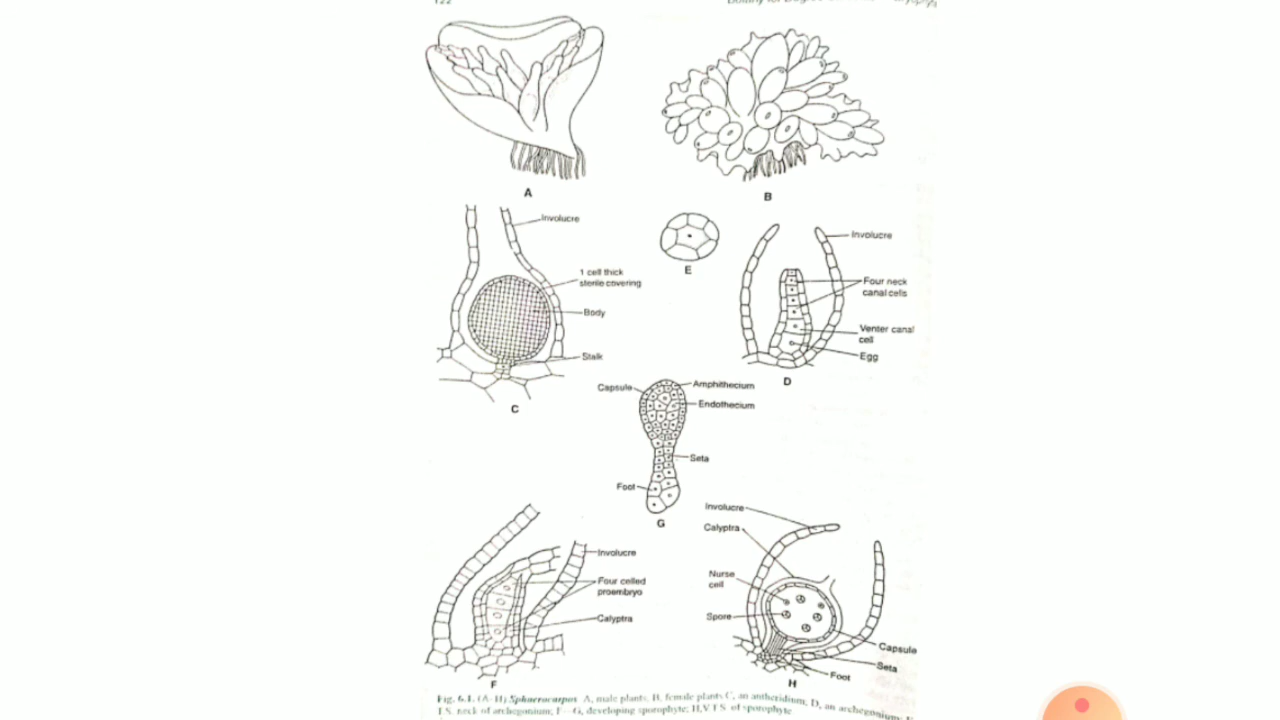 122
A
B
Involucre
1 cell thick
sterile covering
Body
Stalk
C
E
Involucre
Four neck
canal cells
Venter canal
cell
Egg
D
Capsule
Amphithecium
Endothecium
Seta
Foot
G
Involucre
Four celled
proembryo
Calyptra
F
Involucre
Calyptra
Nurse
cell
Spore
Capsule
Seta
Foot
H
Fig. 6.1. (A-H) Sphaerocarpos A, male plants. B, female plants C, an antheridium, D, an archegonium,
T.S. neck of archegonium; F—G, developing sporophyte; H,V.T.S. of sporophyte